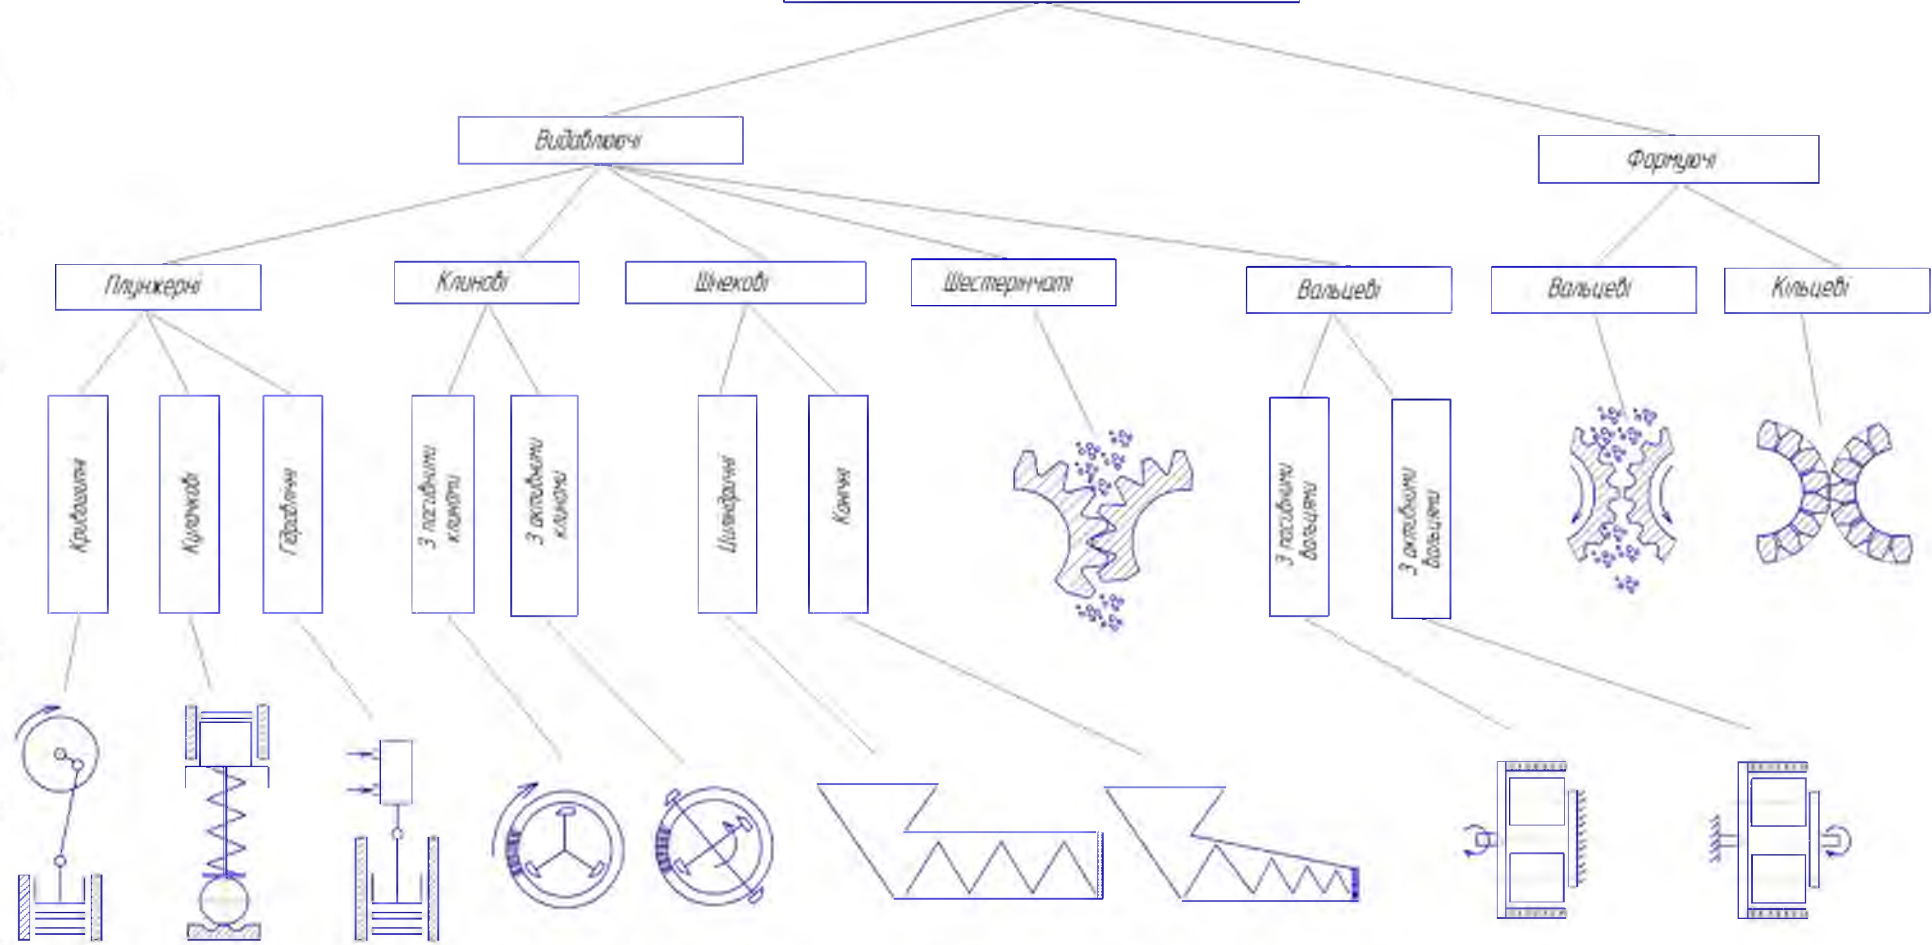 Видавлюючі
Формуючі
Плунжерні
Клинові
Шнекові
Шестерінчаті
Вальцеві
Вальцеві
Кільцеві
Кривошипні
Кулачкові
Гідравлічні
З пасивними
клинами
З активними
клинами
Циліндричні
Конічні
З пасивними
вальцями
З активними
вальцями